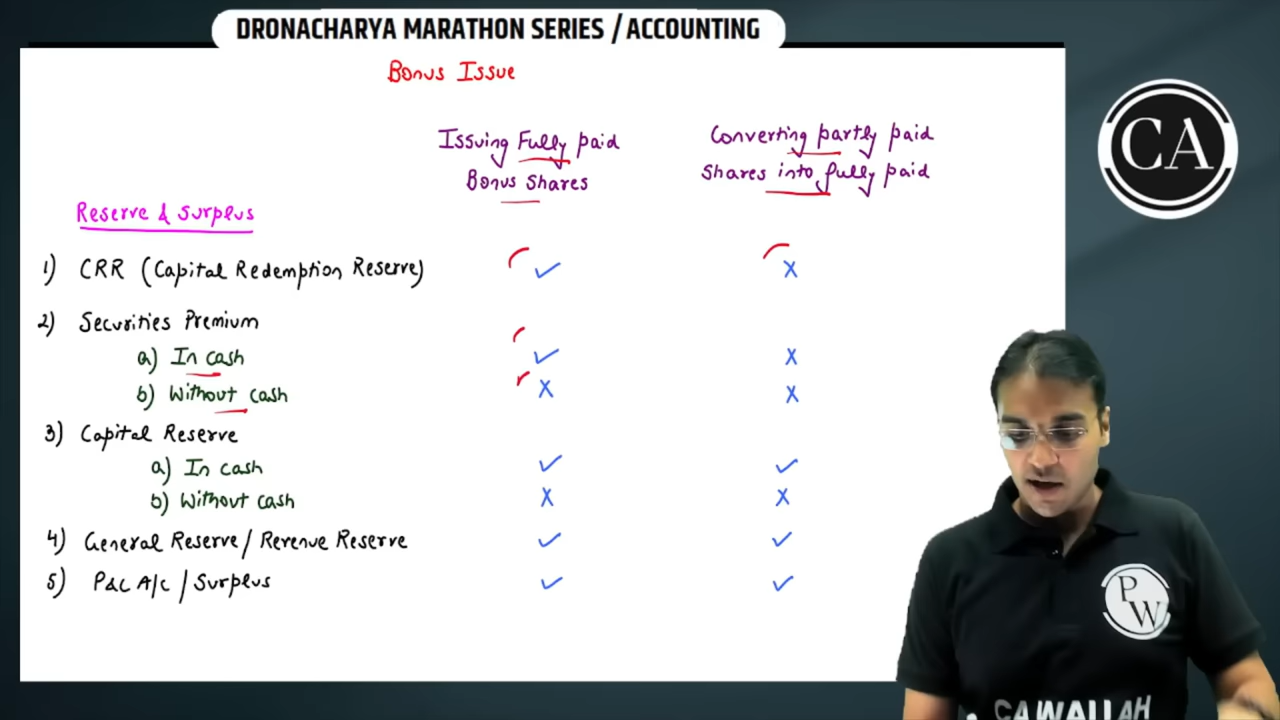 DRONACHARYA MARATHON SERIES / ACCOUNTING
Bonus Issue
Issuing Fully paid
Bonus Shares
Converting partly paid
Shares into fully paid
CA
Reserve & Surplus
1) CRR (Capital Redemption Reserve) ✓ X
2) Securities Premium
a) In cash ✓ X
b) Without cash X X
3) Capital Reserve
a) In cash ✓ ✓
b) Without cash X X
4) General Reserve / Revenue Reserve ✓ ✓
5) P&L A/c / Surplus ✓ ✓
PW
CA WALLAH